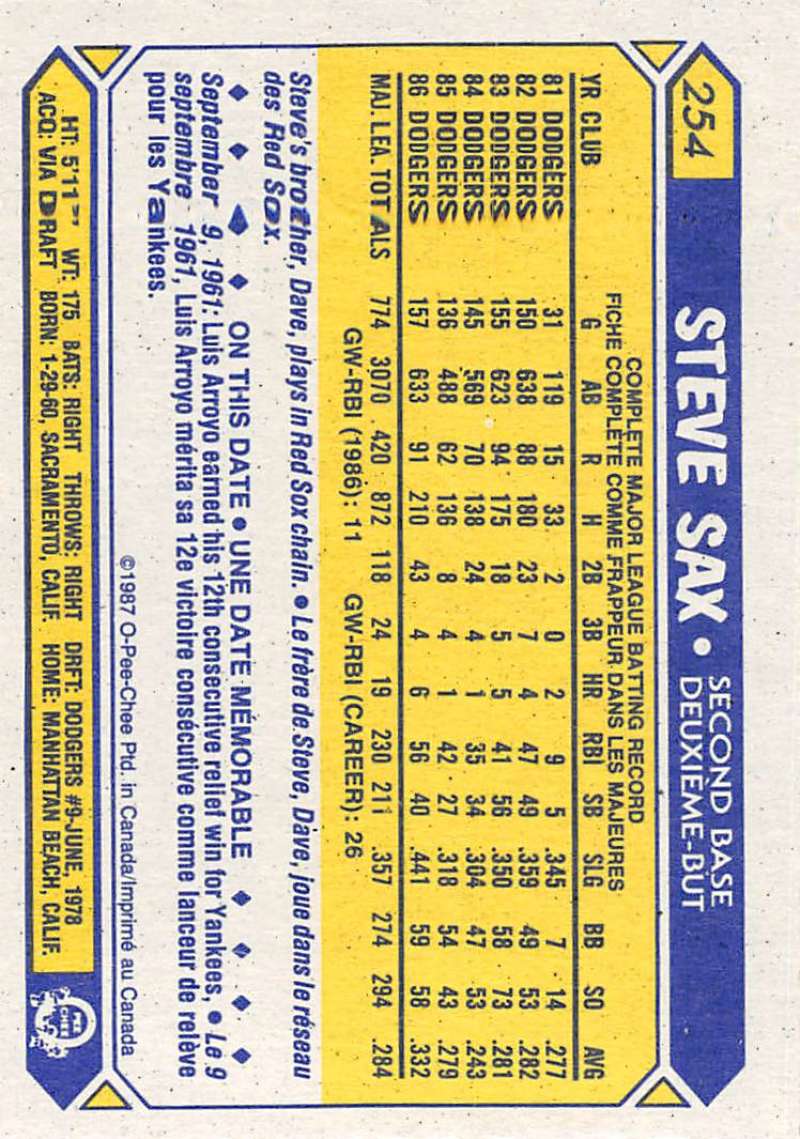 254 STEVE SAX • SECOND BASE
DEUXIÈME-BUT
COMPLETE MAJOR LEAGUE BATTING RECORD
FICHE COMPLÈTE COMME FRAPPEUR DANS LES MAJEURES
YR CLUB G AB R H 2B 3B HR RBI SB SLG BB SO AVG
81 DODGERS 31 119 15 33 2 0 2 9 5 .345 7 14 .277
82 DODGERS 150 638 88 180 23 7 4 47 49 .359 49 53 .282
83 DODGERS 155 623 94 175 18 5 5 41 56 .350 58 73 .281
84 DODGERS 145 569 70 138 24 4 1 35 34 .304 47 53 .243
85 DODGERS 136 488 62 136 8 4 1 42 27 .318 54 43 .279
86 DODGERS 157 633 91 210 43 4 6 56 40 .441 59 58 .332
MAJ. LEA. TOTALS 774 3070 420 872 118 24 19 230 211 .357 274 294 .284
GW-RBI (1986): 11 GW-RBI (CAREER): 26
Steve's brother, Dave, plays in Red Sox chain. • Le frère de Steve, Dave, joue dans le réseau
des Red Sox.
ON THIS DATE • UNE DATE MÉMORABLE
September 9, 1961: Luis Arroyo earned his 12th consecutive relief win for Yankees. • Le 9
septembre 1961, Luis Arroyo mérita sa 12e victoire consécutive comme lanceur de relève
pour les Yankees.
©1987 O-Pee-Chee Ptd. in Canada/Imprimé au Canada
HT: 5'11" WT: 175 BATS: RIGHT THROWS: RIGHT DRFT: DODGERS #9-JUNE, 1978
ACQ: VIA DRAFT BORN: 1-29-60, SACRAMENTO, CALIF. HOME: MANHATTAN BEACH, CALIF.